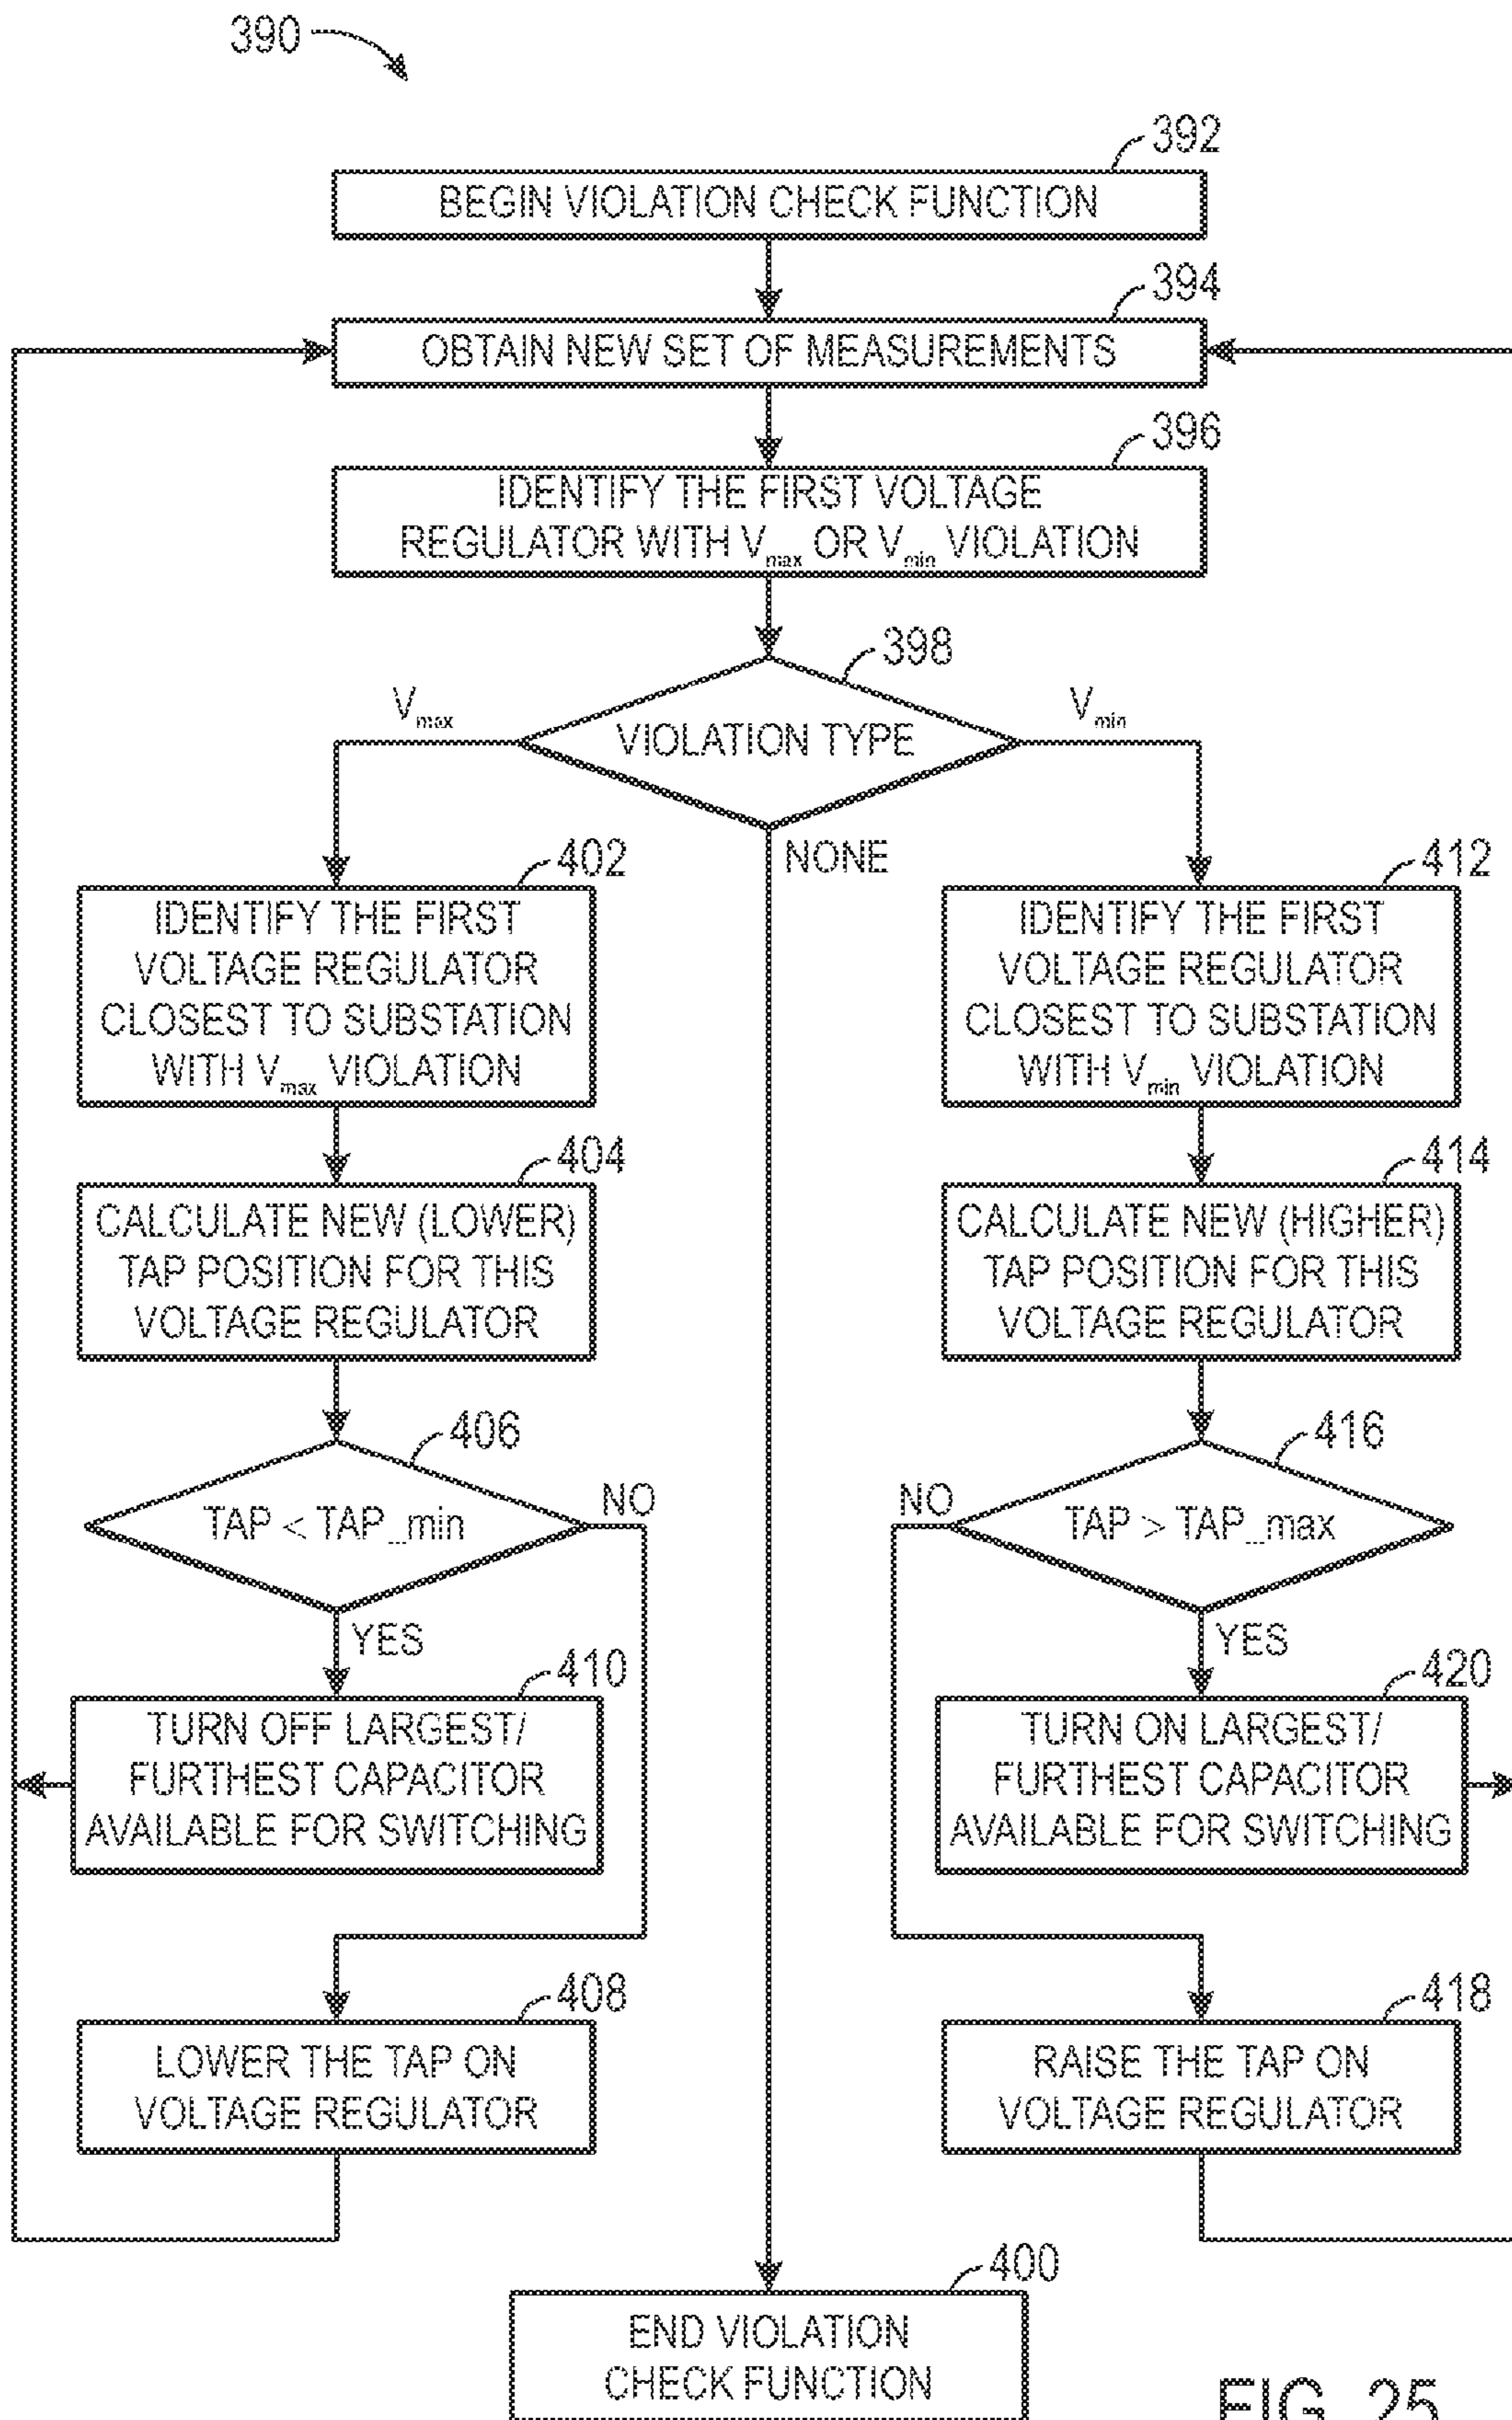 390
392
BEGIN VIOLATION CHECK FUNCTION
394
OBTAIN NEW SET OF MEASUREMENTS
396
IDENTIFY THE FIRST VOLTAGE
REGULATOR WITH Vmax OR Vmin VIOLATION
398
Vmax
VIOLATION TYPE
Vmin
NONE
402
IDENTIFY THE FIRST
VOLTAGE REGULATOR
CLOSEST TO SUBSTATION
WITH Vmax VIOLATION
412
IDENTIFY THE FIRST
VOLTAGE REGULATOR
CLOSEST TO SUBSTATION
WITH Vmin VIOLATION
404
CALCULATE NEW (LOWER)
TAP POSITION FOR THIS
VOLTAGE REGULATOR
414
CALCULATE NEW (HIGHER)
TAP POSITION FOR THIS
VOLTAGE REGULATOR
406
TAP < TAP_min
NO
YES
416
NO
TAP > TAP_max
YES
410
TURN OFF LARGEST/
FURTHEST CAPACITOR
AVAILABLE FOR SWITCHING
420
TURN ON LARGEST/
FURTHEST CAPACITOR
AVAILABLE FOR SWITCHING
408
LOWER THE TAP ON
VOLTAGE REGULATOR
418
RAISE THE TAP ON
VOLTAGE REGULATOR
400
END VIOLATION
CHECK FUNCTION
FIG. 25